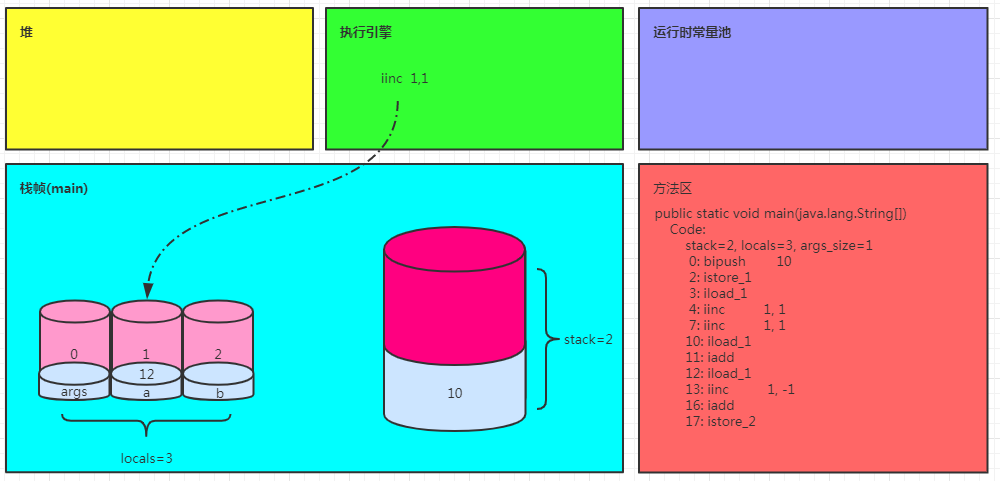 堆
执行引擎
iinc 1,1
运行时常量池
栈帧(main)
0
1
2
12
args
a
b
locals=3
10
stack=2
方法区
public static void main(java.lang.String[])
Code:
stack=2, locals=3, args_size=1
0: bipush 10
2: istore_1
3: iload_1
4: iinc 1, 1
7: iinc 1, 1
10: iload_1
11: iadd
12: iload_1
13: iinc 1, -1
16: iadd
17: istore_2